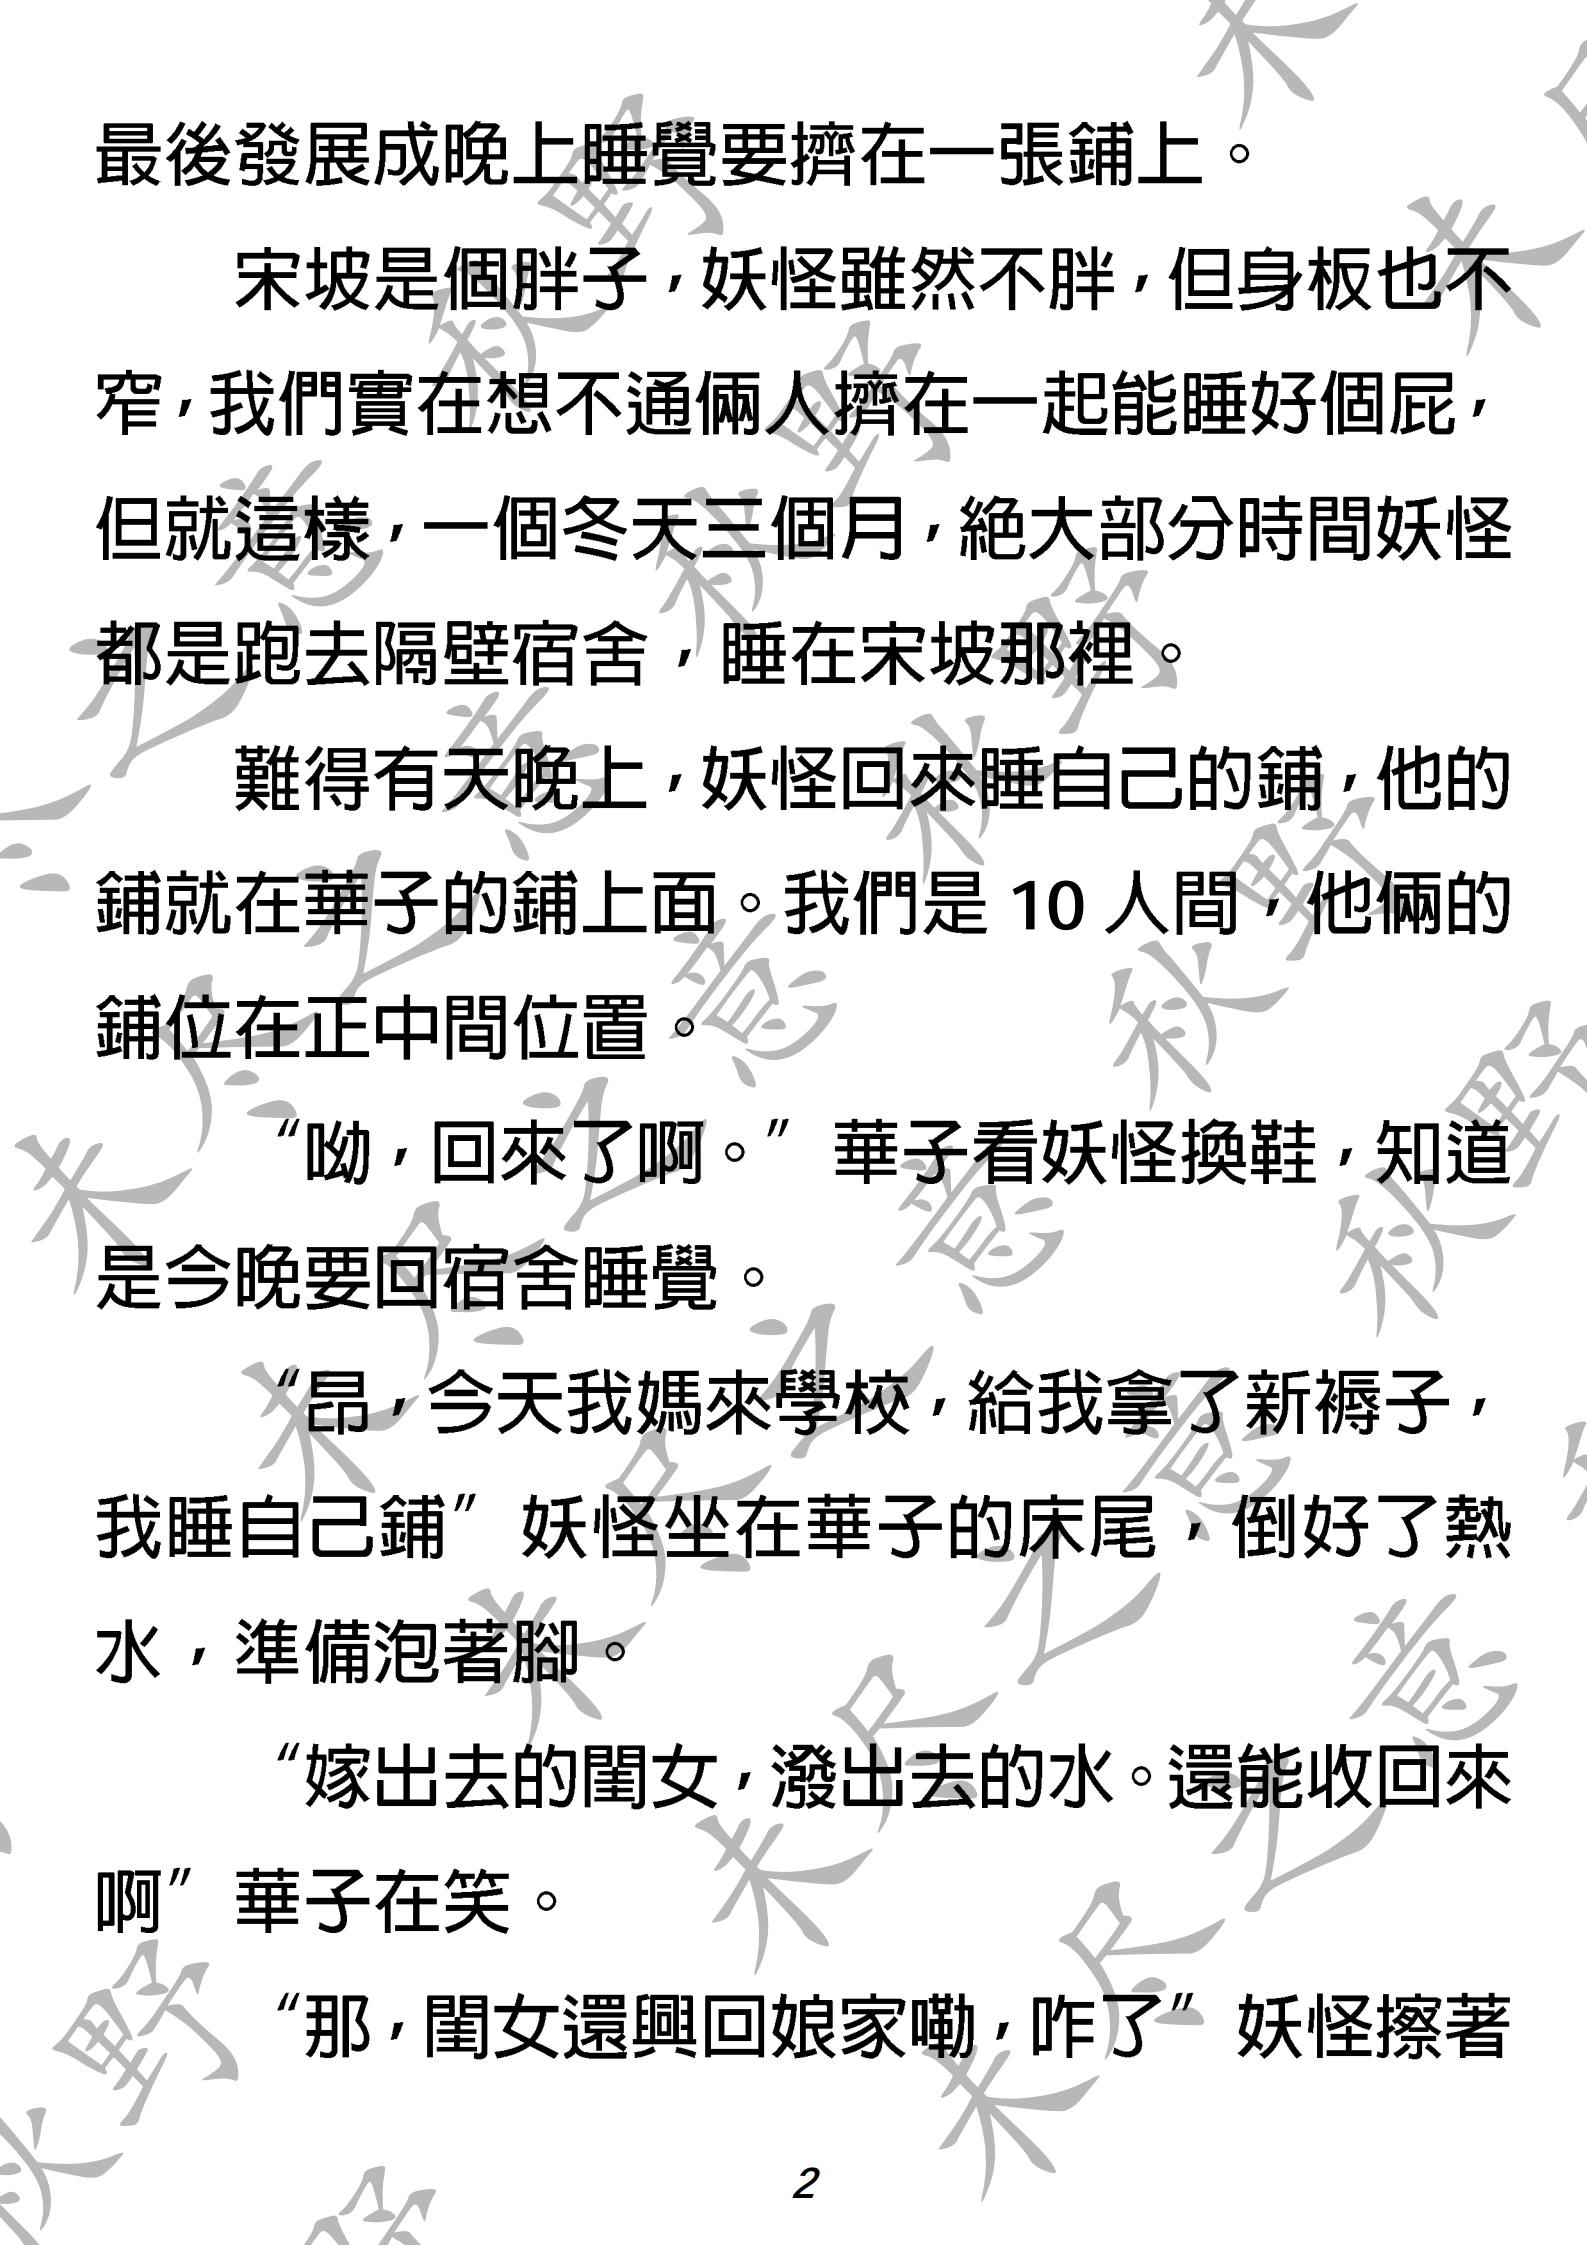 最後發展成晚上睡覺要擠在一張鋪上。
宋坡是個胖子，妖怪雖然不胖，但身板也不
窄，我們實在想不通倆人擠在一起能睡好個屁，
但就這樣，一個冬天三個月，絕大部分時間妖怪
都是跑去隔壁宿舍，睡在宋坡那裡。
難得有天晚上，妖怪回來睡自己的鋪，他的
鋪就在華子的鋪上面。我們是 10 人間，他倆的
鋪位在正中間位置。
“呦，回來了啊。”華子看妖怪換鞋，知道
是今晚要回宿舍睡覺。
“昂，今天我媽來學校，給我拿了新褥子，
我睡自己鋪”妖怪坐在華子的床尾，倒好了熱
水，準備泡著腳。
“嫁出去的閨女，潑出去的水。還能收回來
啊”華子在笑。
“那，閨女還興回娘家嘞，咋了”妖怪擦著
2
未尽之意 秋野